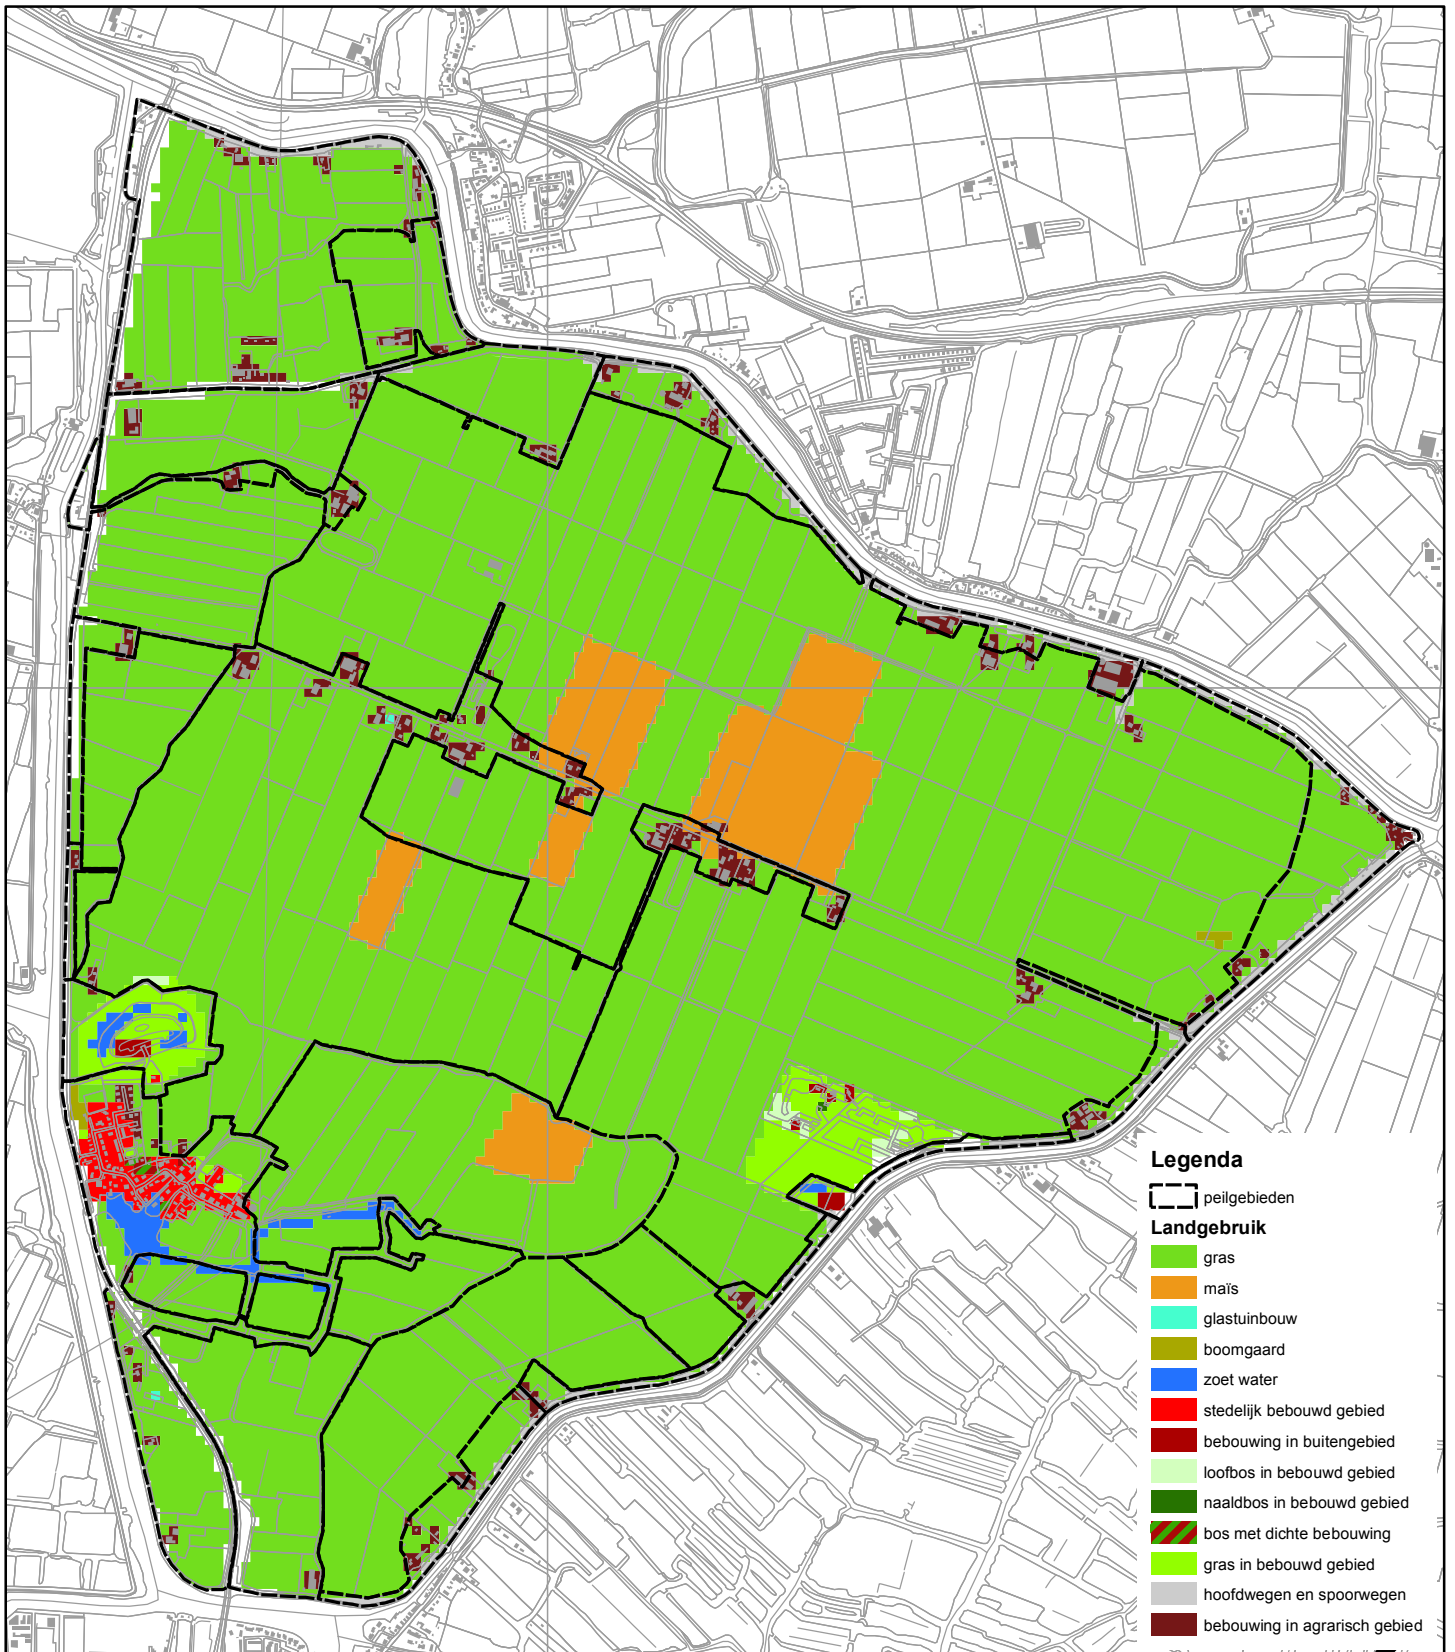 Legenda
peilgebieden
Landgebruik
gras
maïs
glastuinbouw
boomgaard
zoet water
stedelijk bebouwd gebied
bebouwing in buitengebied
loofbos in bebouwd gebied
naaldbos in bebouwd gebied
bos met dichte bebouwing
gras in bebouwd gebied
hoofdwegen en spoorwegen
bebouwing in agrarisch gebied